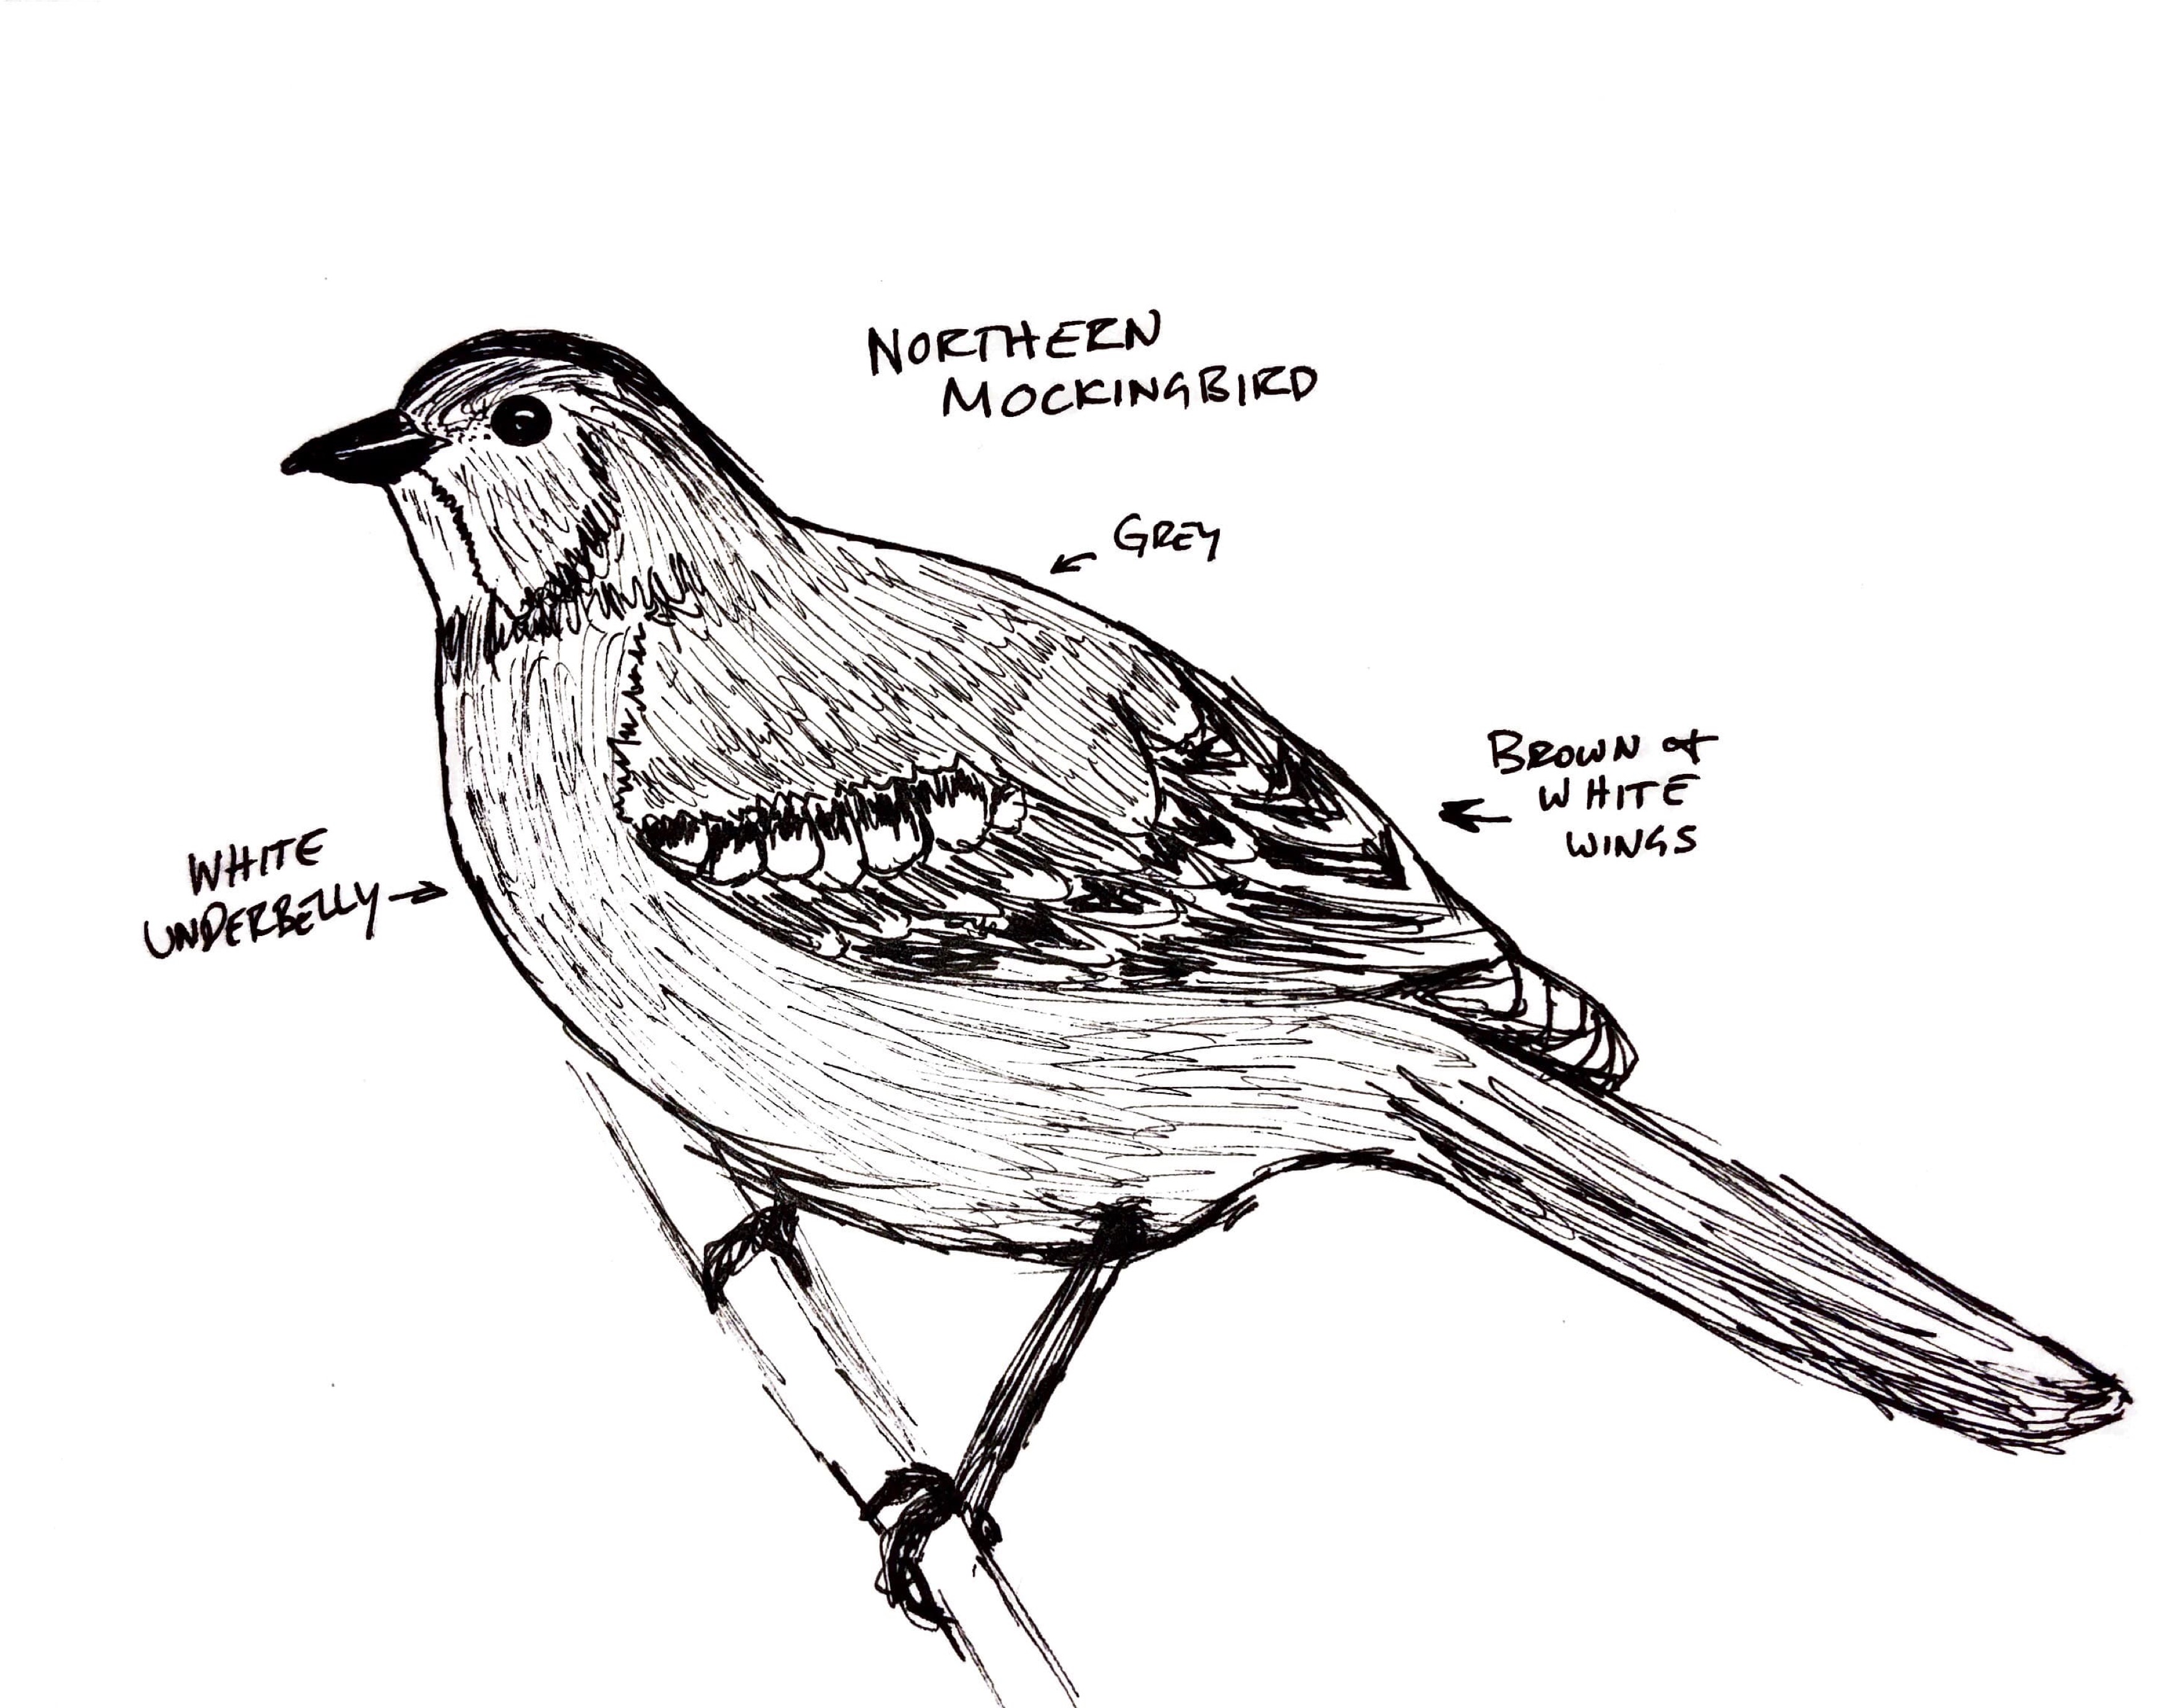 NORTHERN
MOCKINGBIRD
GREY
BROWN &
WHITE
WINGS
WHITE
UNDERBELLY